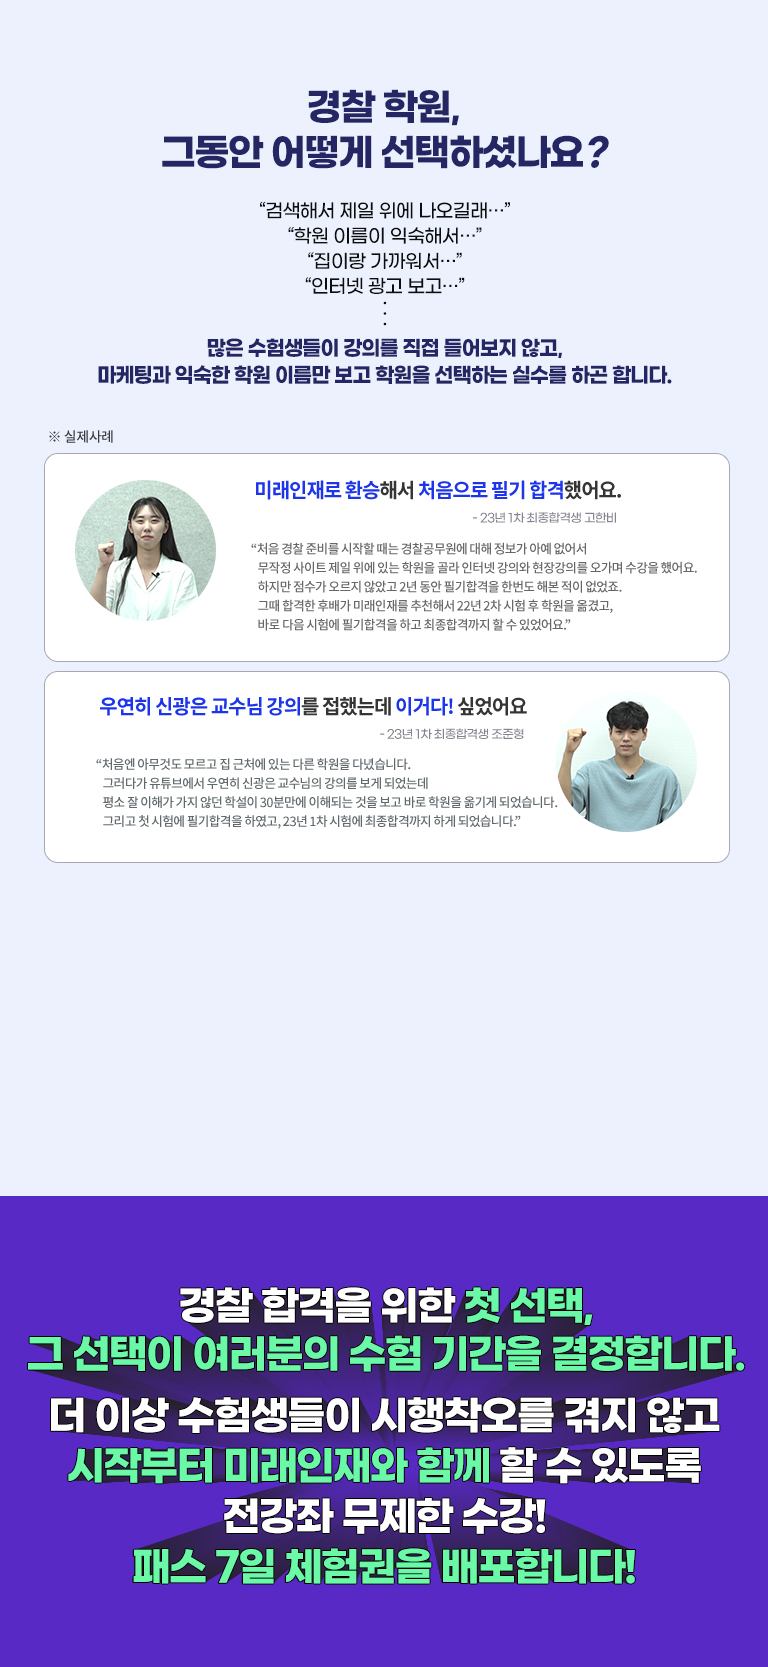 경찰 학원,
그동안 어떻게 선택하셨나요?
“검색해서 제일 위에 나오길래…”
“학원 이름이 익숙해서…”
“집이랑 가까워서…”
“인터넷 광고 보고…”
많은 수험생들이 강의를 직접 들어보지 않고,
마케팅과 익숙한 학원 이름만 보고 학원을 선택하는 실수를 하곤 합니다.
※ 실제사례
미래인재로 환승해서 처음으로 필기 합격했어요.
- 23년 1차 최종합격생 고한비
“처음 경찰 준비를 시작할 때는 경찰공무원에 대해 정보가 아예 없어서
무작정 사이트 제일 위에 있는 학원을 골라 인터넷 강의와 현장강의를 오가며 수강을 했어요.
하지만 점수가 오르지 않았고 2년 동안 필기합격을 한번도 해본 적이 없었죠.
그때 합격한 후배가 미래인재를 추천해서 22년 2차 시험 후 학원을 옮겼고,
바로 다음 시험에 필기합격을 하고 최종합격까지 할 수 있었어요.”
우연히 신광은 교수님 강의를 접했는데 이거다! 싶었어요
- 23년 1차 최종합격생 조준형
“처음엔 아무것도 모르고 집 근처에 있는 다른 학원을 다녔습니다.
그러다가 유튜브에서 우연히 신광은 교수님의 강의를 보게 되었는데
평소 잘 이해가 가지 않던 학설이 30분만에 이해되는 것을 보고 바로 학원을 옮기게 되었습니다.
그리고 첫 시험에 필기합격을 하였고, 23년 1차 시험에 최종합격까지 하게 되었습니다.”
경찰 합격을 위한 첫 선택,
그 선택이 여러분의 수험 기간을 결정합니다.
더 이상 수험생들이 시행착오를 겪지 않고
시작부터 미래인재와 함께 할 수 있도록
전강좌 무제한 수강!
패스 7일 체험권을 배포합니다!